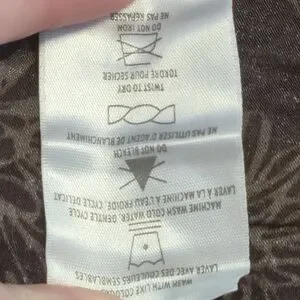 WARM WITH LIKE COLOURS
LAVER AVEC DES COULEURS SEMBLABLES
MACHINE WASH COLD WATER, GENTLE CYCLE
LAVER A LA MACHINE A L'EAU FROIDE, CYCLE DELICAT
DO NOT BLEACH
NE PAS UTILISER D'AGENT DE BLANCHIMENT
TWIST TO DRY
TORDRE POUR SECHER
DO NOT IRON
NE PAS REPASSER